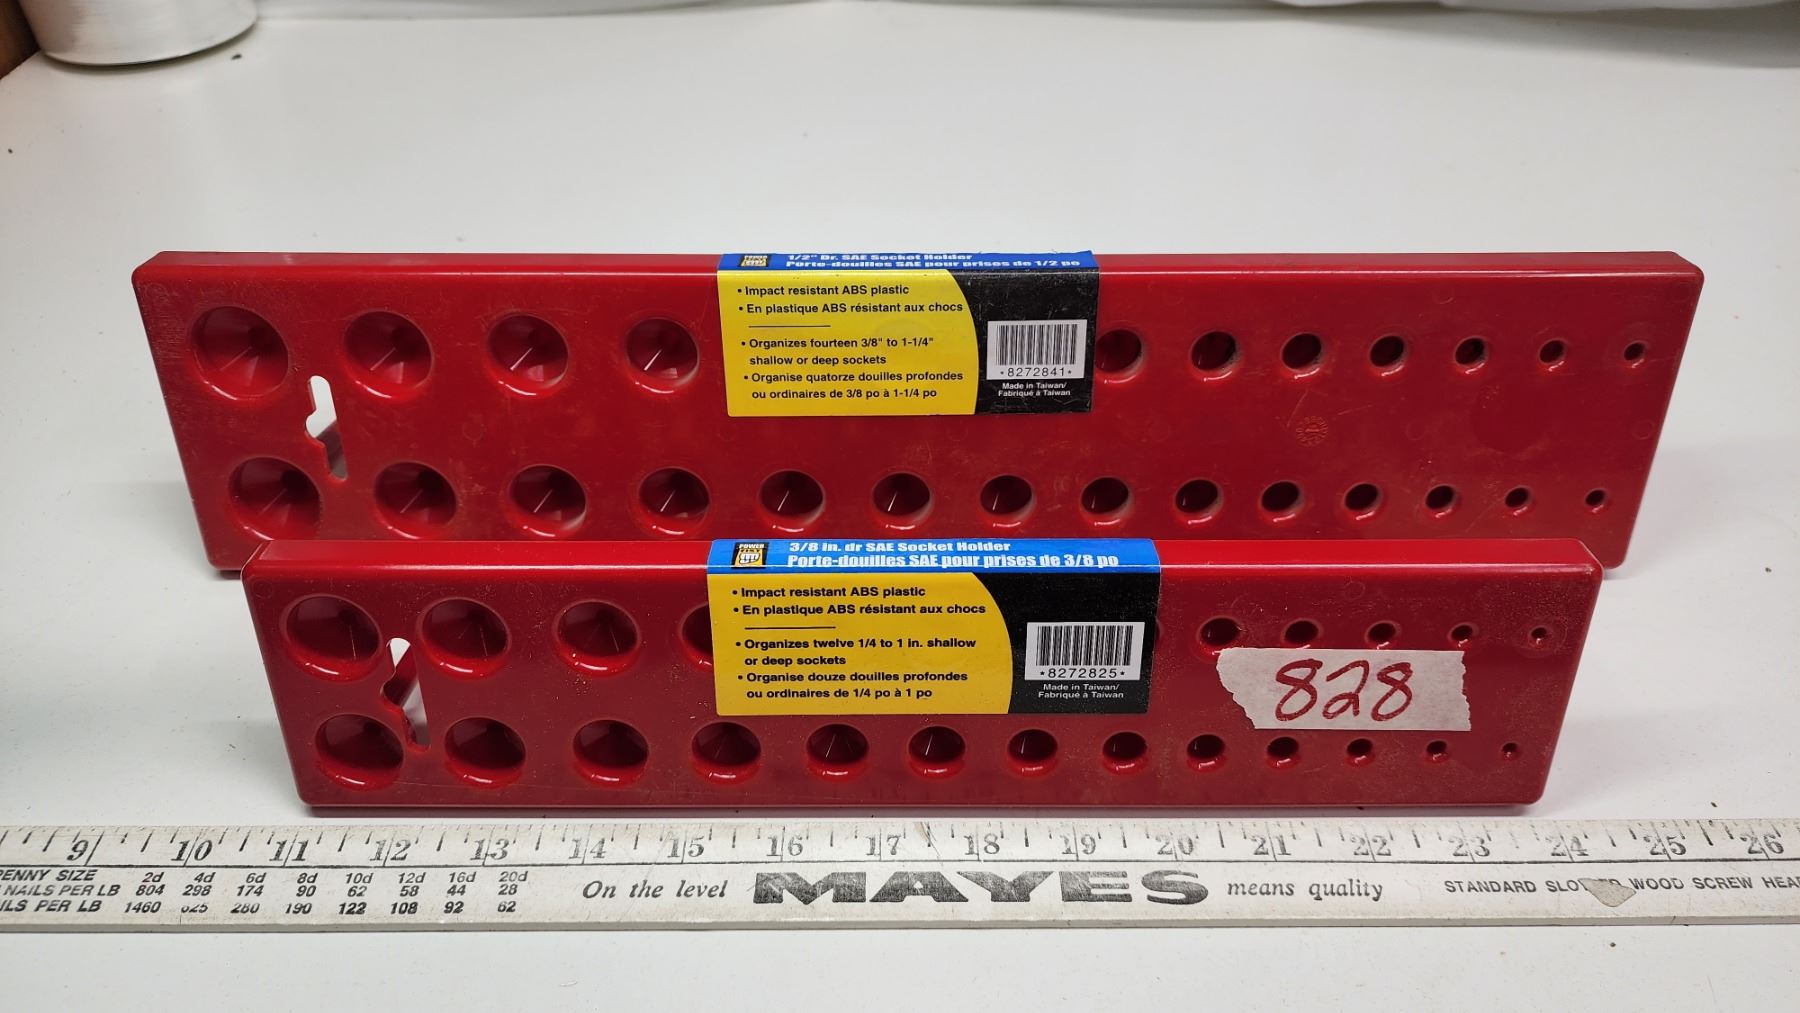 1/2" Dr. SAE Socket Holder
Porte-douilles SAE pour prises de 1/2 po
• Impact resistant ABS plastic
• En plastique ABS résistant aux chocs
• Organizes fourteen 3/8" to 1-1/4"
shallow or deep sockets
• Organise quatorze douilles profondes
ou ordinaires de 3/8 po à 1-1/4 po
*8272841*
Made in Taiwan/
Fabriqué à Taiwan
POWER
3/8 in. dr SAE Socket Holder
Porte-douilles SAE pour prises de 3/8 po
• Impact resistant ABS plastic
• En plastique ABS résistant aux chocs
• Organizes twelve 1/4 to 1 in. shallow
or deep sockets
• Organise douze douilles profondes
ou ordinaires de 1/4 po à 1 po
*8272825*
Made in Taiwan/
Fabriqué à Taiwan
828
9 10 11 12 13 14 15 16 17 18 19 20 21 22 23 24 25 26
PENNY SIZE 2d 4d 6d 8d 10d 12d 16d 20d
NAILS PER LB 804 298 174 90 62 58 44 28
ILS PER LB 1460 625 280 190 122 108 92 62
On the level MAYES means quality
STANDARD WOOD SCREW HEA